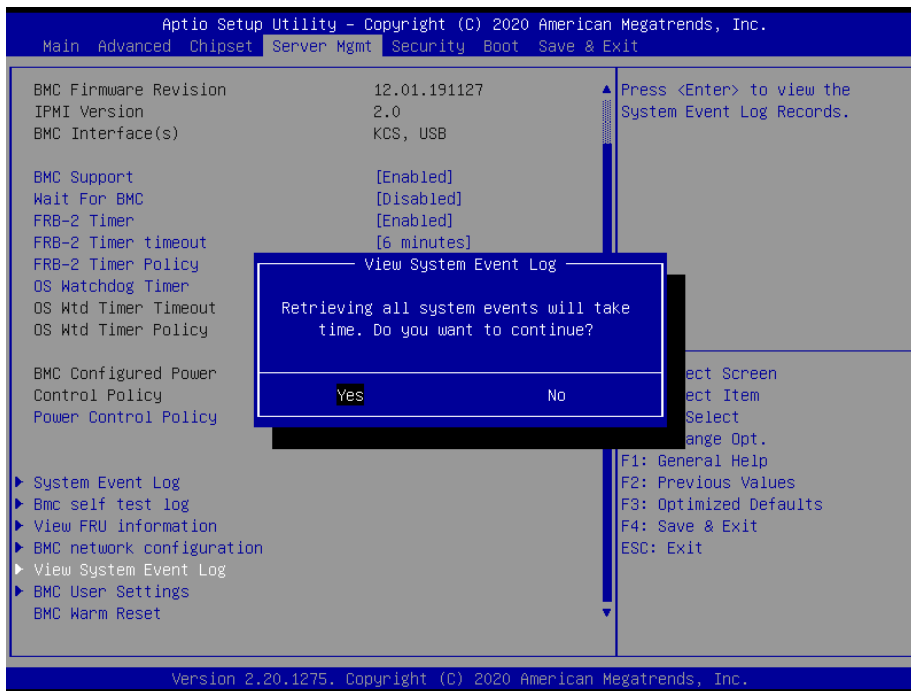 Aptio Setup Utility – Copyright (C) 2020 American Megatrends, Inc.
Main Advanced Chipset Server Mgmt Security Boot Save & Exit
BMC Firmware Revision 12.01.191127
IPMI Version 2.0
BMC Interface(s) KCS, USB
BMC Support [Enabled]
Wait For BMC [Disabled]
FRB-2 Timer [Enabled]
FRB-2 Timer timeout [6 minutes]
FRB-2 Timer Policy
OS Watchdog Timer
OS Wtd Timer Timeout
OS Wtd Timer Policy
BMC Configured Power
Control Policy
Power Control Policy
System Event Log
Bmc self test log
View FRU information
BMC network configuration
View System Event Log
BMC User Settings
BMC Warm Reset
View System Event Log
Retrieving all system events will take
time. Do you want to continue?
Yes No
Press <Enter> to view the
System Event Log Records.
ect Screen
ect Item
Select
ange Opt.
F1: General Help
F2: Previous Values
F3: Optimized Defaults
F4: Save & Exit
ESC: Exit
Version 2.20.1275. Copyright (C) 2020 American Megatrends, Inc.